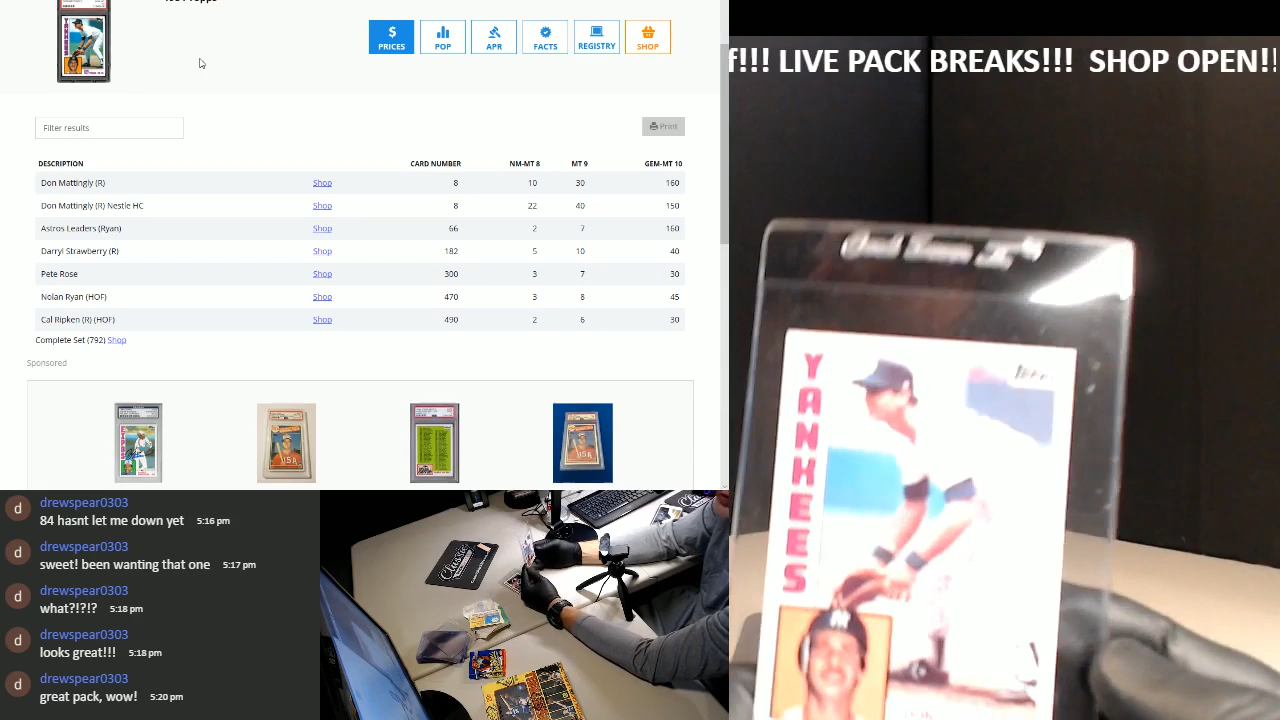 PRICES
POP
APR
FACTS
REGISTRY
SHOP
Filter results
Print
DESCRIPTION CARD NUMBER NM-MT 8 MT 9 GEM-MT 10
Don Mattingly (R) Shop 8 10 30 160
Don Mattingly (R) Nestle HC Shop 8 22 40 150
Astros Leaders (Ryan) Shop 66 2 7 160
Darryl Strawberry (R) Shop 182 5 10 40
Pete Rose Shop 300 3 7 30
Nolan Ryan (HOF) Shop 470 3 8 45
Cal Ripken (R) (HOF) Shop 490 2 6 30
Complete Set (792) Shop
Sponsored
f!!! LIVE PACK BREAKS!!! SHOP OPEN!!
YANKEES
YANKEES
d drewspear0303
84 hasnt let me down yet 5:16 pm
d drewspear0303
sweet! been wanting that one 5:17 pm
d drewspear0303
what?!?!? 5:18 pm
d drewspear0303
looks great!!! 5:18 pm
d drewspear0303
great pack, wow! 5:20 pm